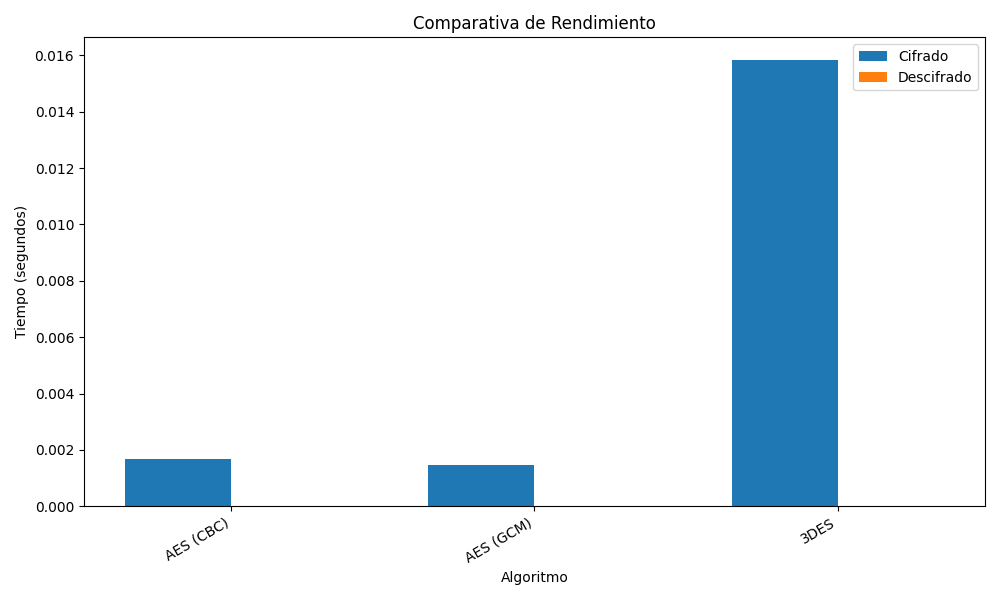 Comparativa de Rendimiento
Cifrado
Descifrado
Tiempo (segundos)
0.016
0.014
0.012
0.010
0.008
0.006
0.004
0.002
0.000
AES (CBC)
AES (GCM)
3DES
Algoritmo